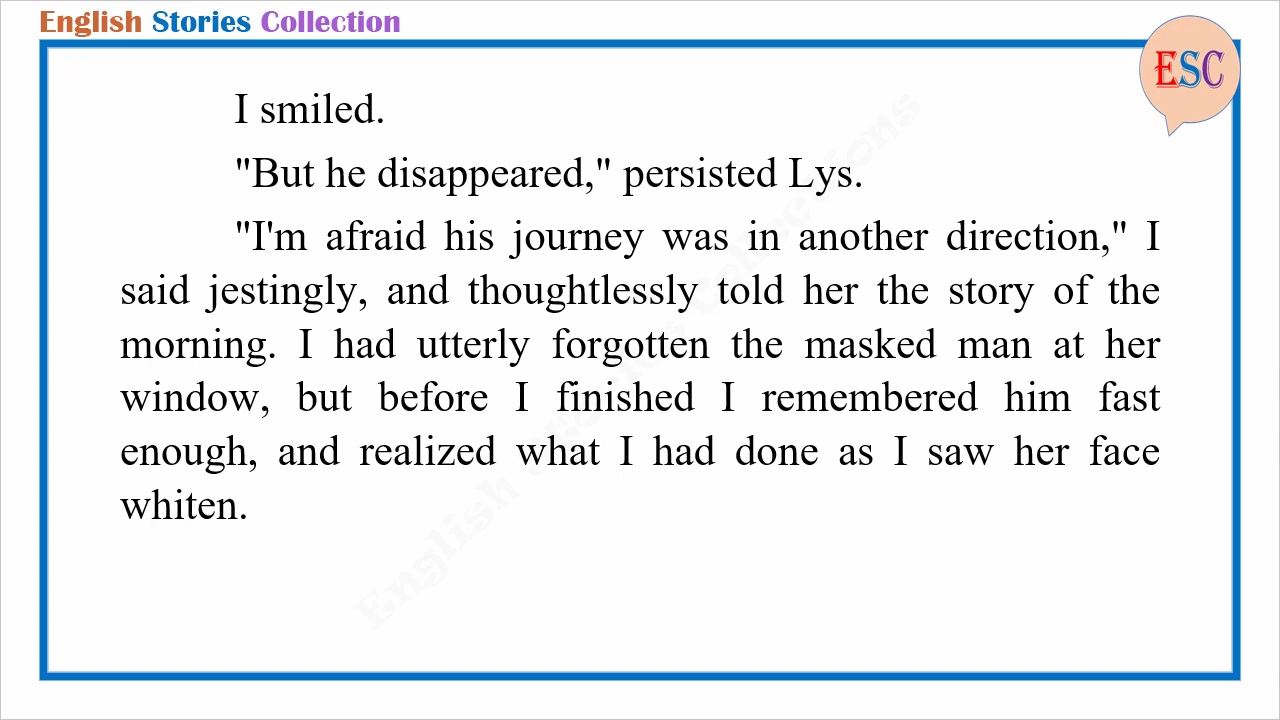 English Stories Collection
ESC
I smiled.
"But he disappeared," persisted Lys.
"I'm afraid his journey was in another direction," I
said jestingly, and thoughtlessly told her the story of the
morning. I had utterly forgotten the masked man at her
window, but before I finished I remembered him fast
enough, and realized what I had done as I saw her face
whiten.